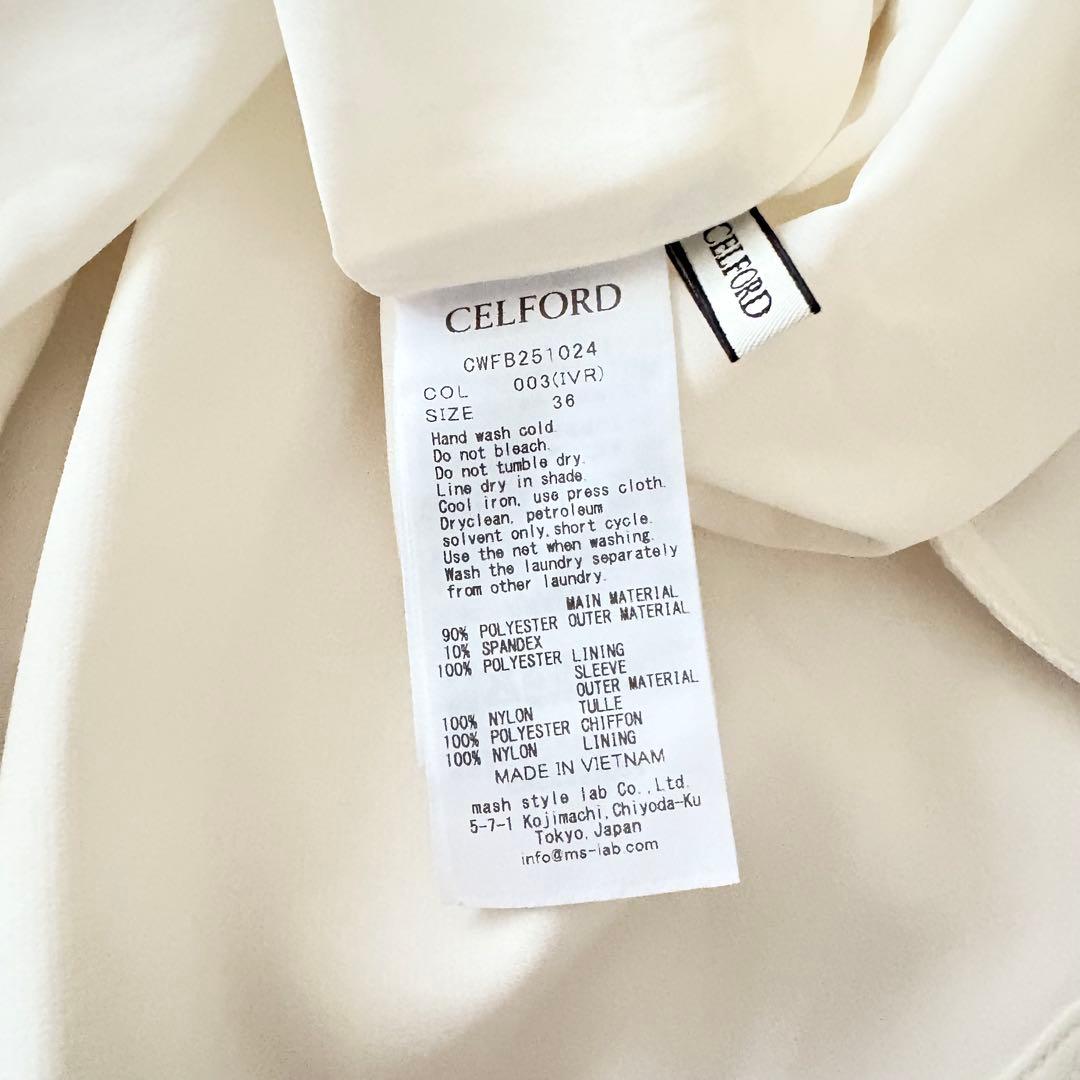 CELFORD
CELFORD
CWFB251024
COL 003(IVR)
SIZE 36
Hand wash cold.
Do not bleach.
Do not tumble dry.
Line dry in shade.
Cool iron, use press cloth.
Dryclean, petroleum
solvent only, short cycle.
Use the net when washing.
Wash the laundry separately
from other laundry.
MAIN MATERIAL
90% POLYESTER OUTER MATERIAL
10% SPANDEX
100% POLYESTER LINING
SLEEVE
OUTER MATERIAL
100% NYLON TULLE
100% POLYESTER CHIFFON
100% NYLON LINING
MADE IN VIETNAM
mash style lab Co.,Ltd.
5-7-1 Kojimachi, Chiyoda-Ku
Tokyo, Japan
info@ms-lab.com